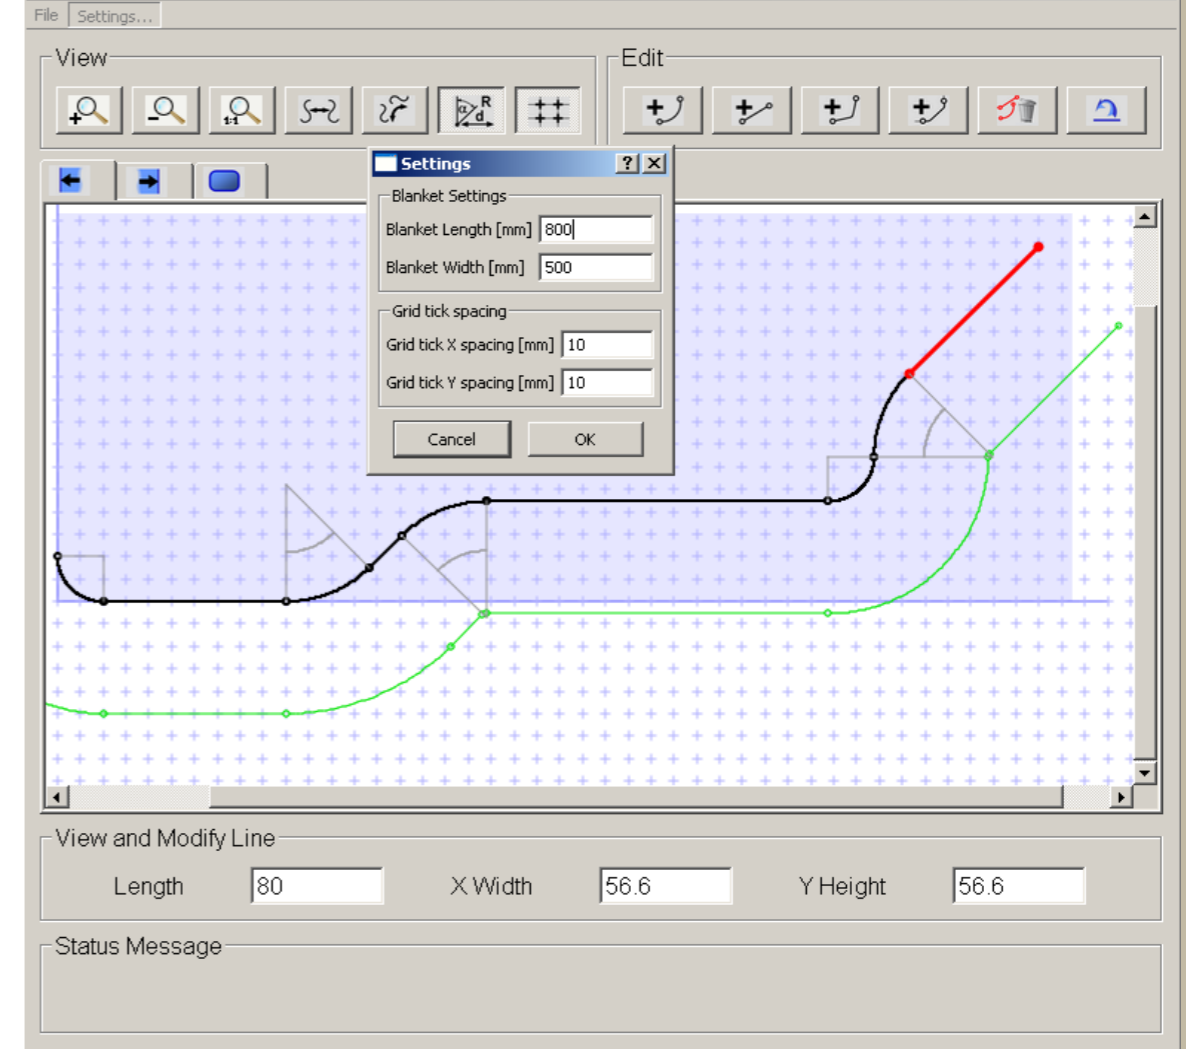 File Settings...
View
Edit
1:1
α R
d
Settings
?
Blanket Settings
Blanket Length [mm] 800
Blanket Width [mm] 500
Grid tick spacing
Grid tick X spacing [mm] 10
Grid tick Y spacing [mm] 10
Cancel OK
View and Modify Line
Length 80 X Width 56.6 Y Height 56.6
Status Message